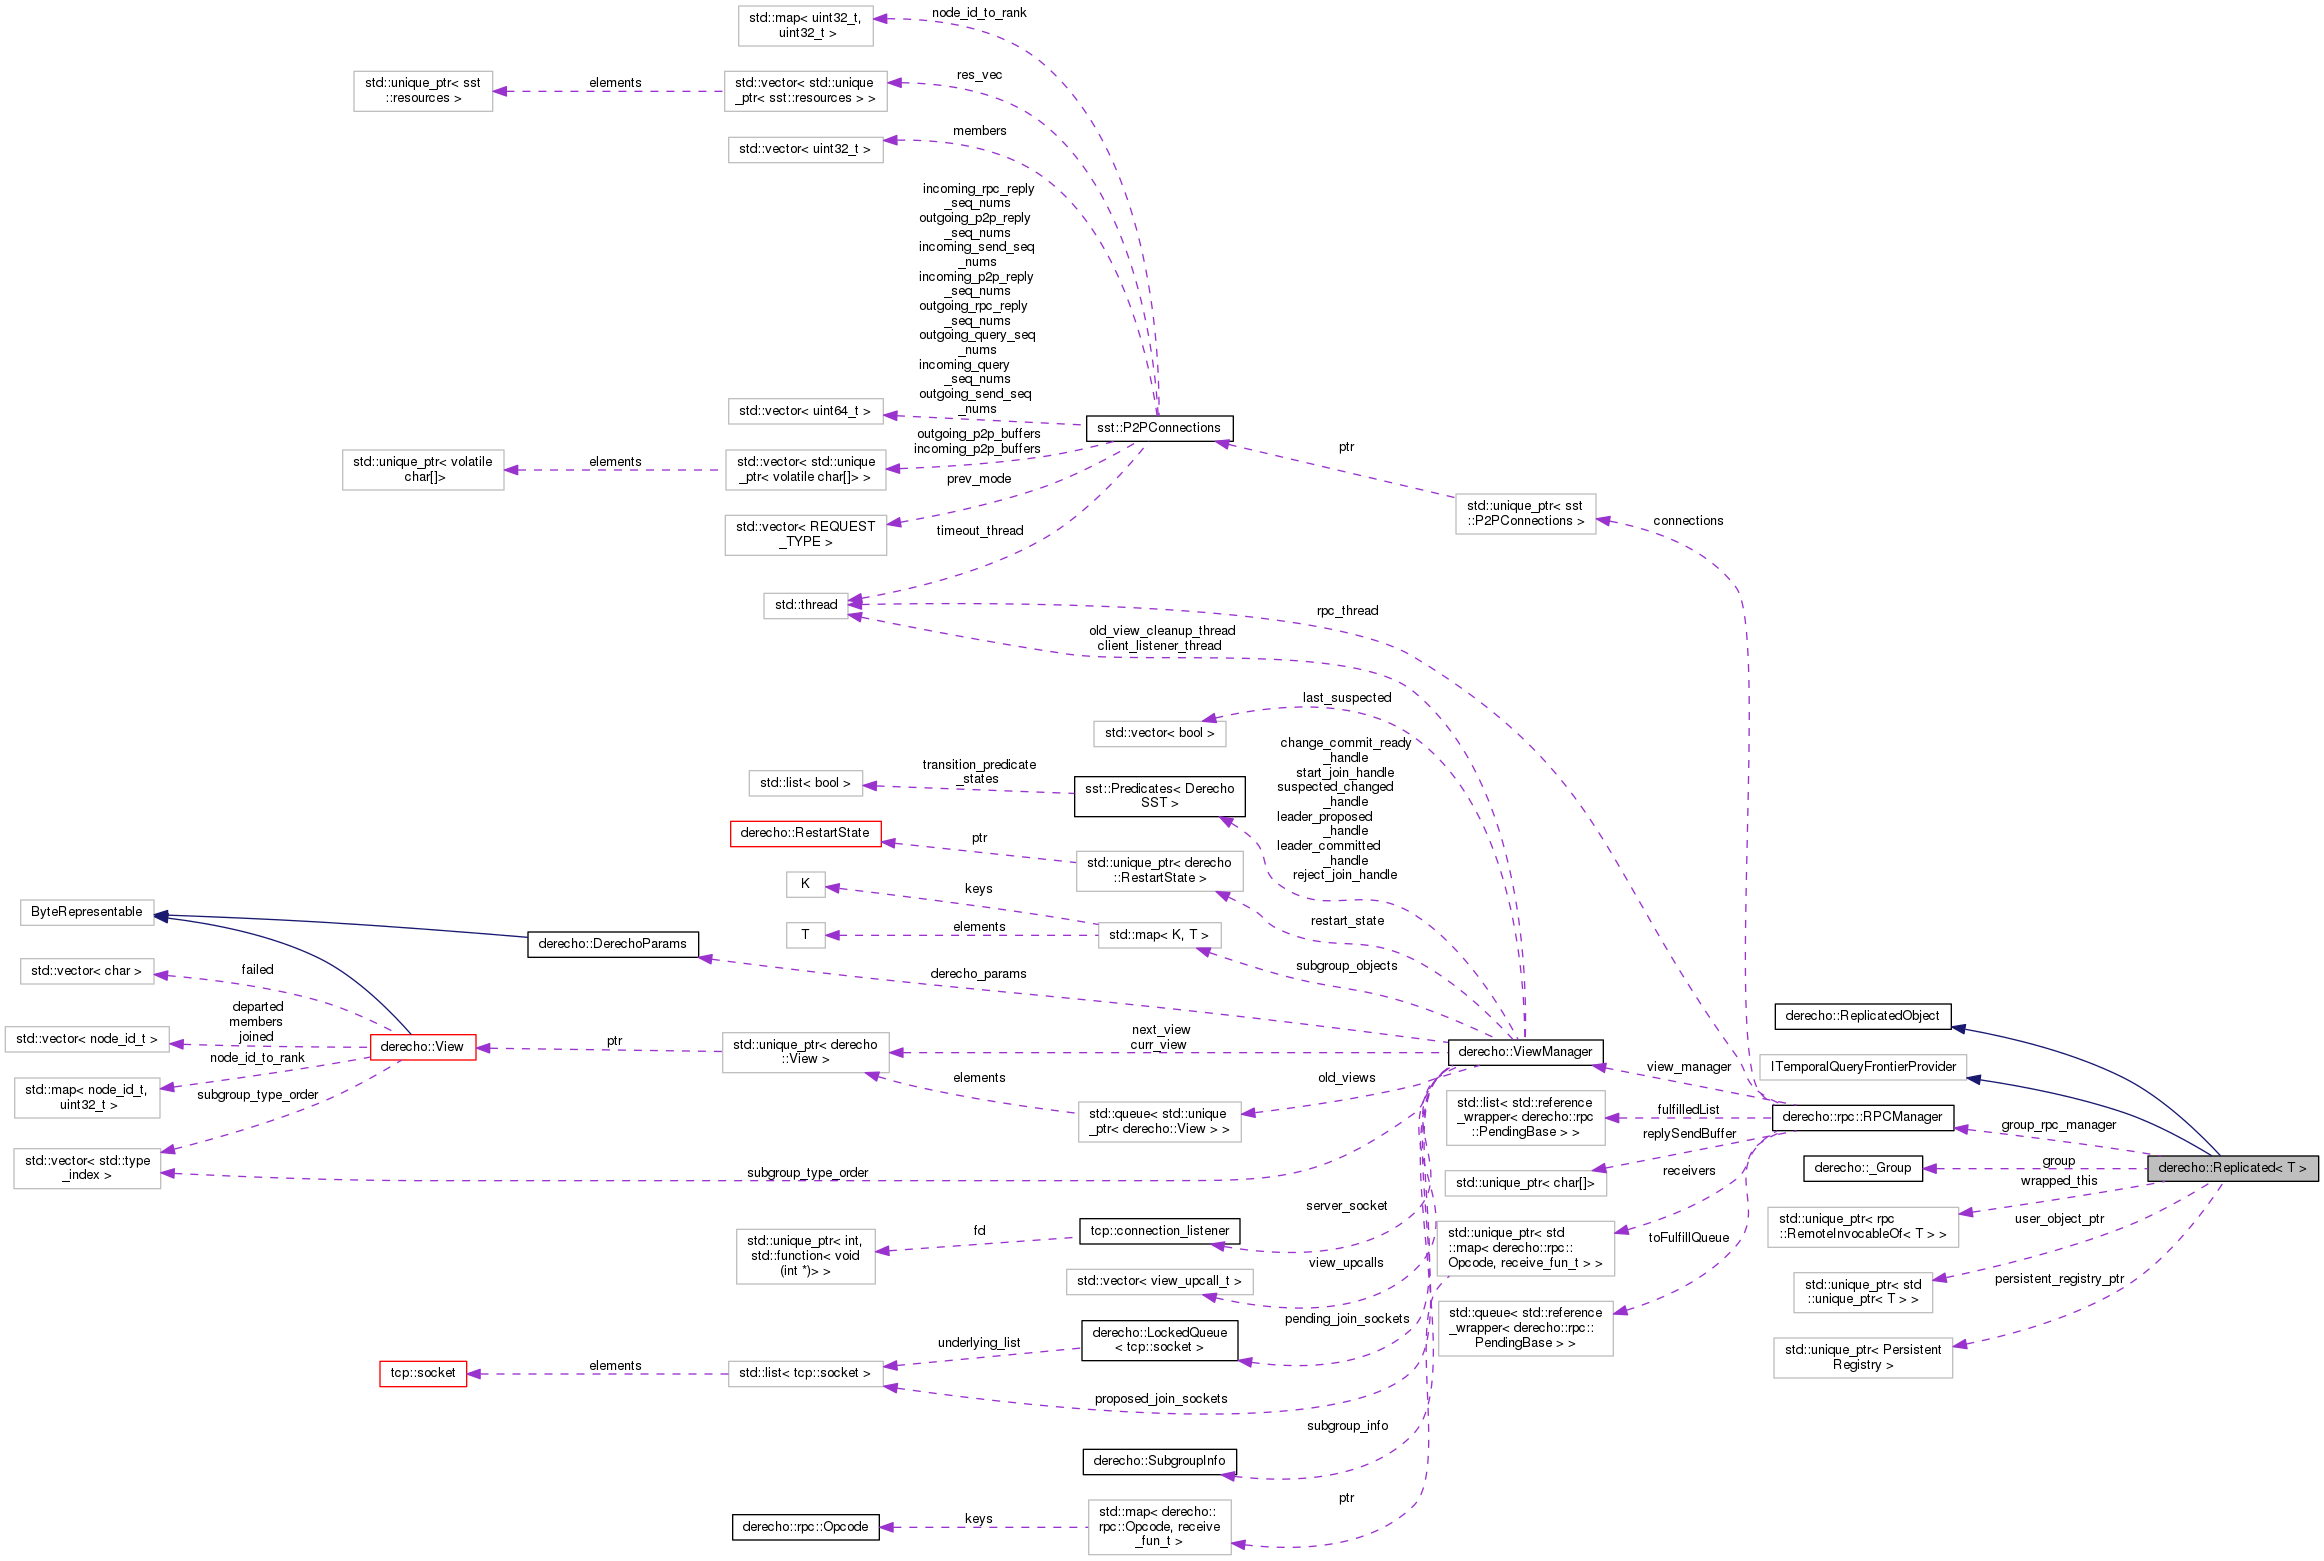 node_id_to_rank
std::map< uint32_t,
uint32_t >
res_vec
std::unique_ptr< sst
::resources >
elements
std::vector< std::unique
_ptr< sst::resources > >
members
std::vector< uint32_t >
incoming_rpc_reply
_seq_nums
outgoing_p2p_reply
_seq_nums
incoming_send_seq
_nums
incoming_p2p_reply
_seq_nums
outgoing_rpc_reply
_seq_nums
outgoing_query_seq
_nums
incoming_query
_seq_nums
outgoing_send_seq
_nums
std::vector< uint64_t >
sst::P2PConnections
outgoing_p2p_buffers
incoming_p2p_buffers
ptr
std::unique_ptr< volatile
char[]>
elements
std::vector< std::unique
_ptr< volatile char[]> >
prev_mode
std::unique_ptr< sst
::P2PConnections >
connections
std::vector< REQUEST
_TYPE >
timeout_thread
std::thread
rpc_thread
old_view_cleanup_thread
client_listener_thread
last_suspected
std::vector< bool >
change_commit_ready
_handle
start_join_handle
suspected_changed
_handle
leader_proposed
_handle
leader_committed
_handle
reject_join_handle
transition_predicate
_states
std::list< bool >
sst::Predicates< Derecho
SST >
derecho::RestartState
ptr
std::unique_ptr< derecho
::RestartState >
K
keys
restart_state
ByteRepresentable
T
elements
std::map< K, T >
derecho::DerechoParams
subgroup_objects
derecho_params
std::vector< char >
failed
departed
members
joined
std::vector< node_id_t >
derecho::View
ptr
std::unique_ptr< derecho
::View >
next_view
curr_view
derecho::ViewManager
view_manager
derecho::ReplicatedObject
ITemporalQueryFrontierProvider
node_id_to_rank
std::map< node_id_t,
uint32_t >
subgroup_type_order
elements
old_views
std::queue< std::unique
_ptr< derecho::View > >
std::list< std::reference
_wrapper< derecho::rpc
::PendingBase > >
fulfilledList
derecho::rpc::RPCManager
group_rpc_manager
replySendBuffer
std::vector< std::type
_index >
subgroup_type_order
std::unique_ptr< char[]>
receivers
derecho::_Group
group
derecho::Replicated< T >
wrapped_this
server_socket
tcp::connection_listener
fd
std::unique_ptr< int,
std::function< void
(int *)> >
std::unique_ptr< std
::map< derecho::rpc::
Opcode, receive_fun_t > >
toFulfillQueue
std::unique_ptr< rpc
::RemoteInvocableOf< T > >
user_object_ptr
view_upcalls
std::vector< view_upcall_t >
std::unique_ptr< std
::unique_ptr< T > >
persistent_registry_ptr
pending_join_sockets
derecho::LockedQueue
< tcp::socket >
underlying_list
std::queue< std::reference
_wrapper< derecho::rpc::
PendingBase > >
std::unique_ptr< Persistent
Registry >
tcp::socket
elements
std::list< tcp::socket >
proposed_join_sockets
subgroup_info
derecho::SubgroupInfo
ptr
derecho::rpc::Opcode
keys
std::map< derecho::
rpc::Opcode, receive
_fun_t >